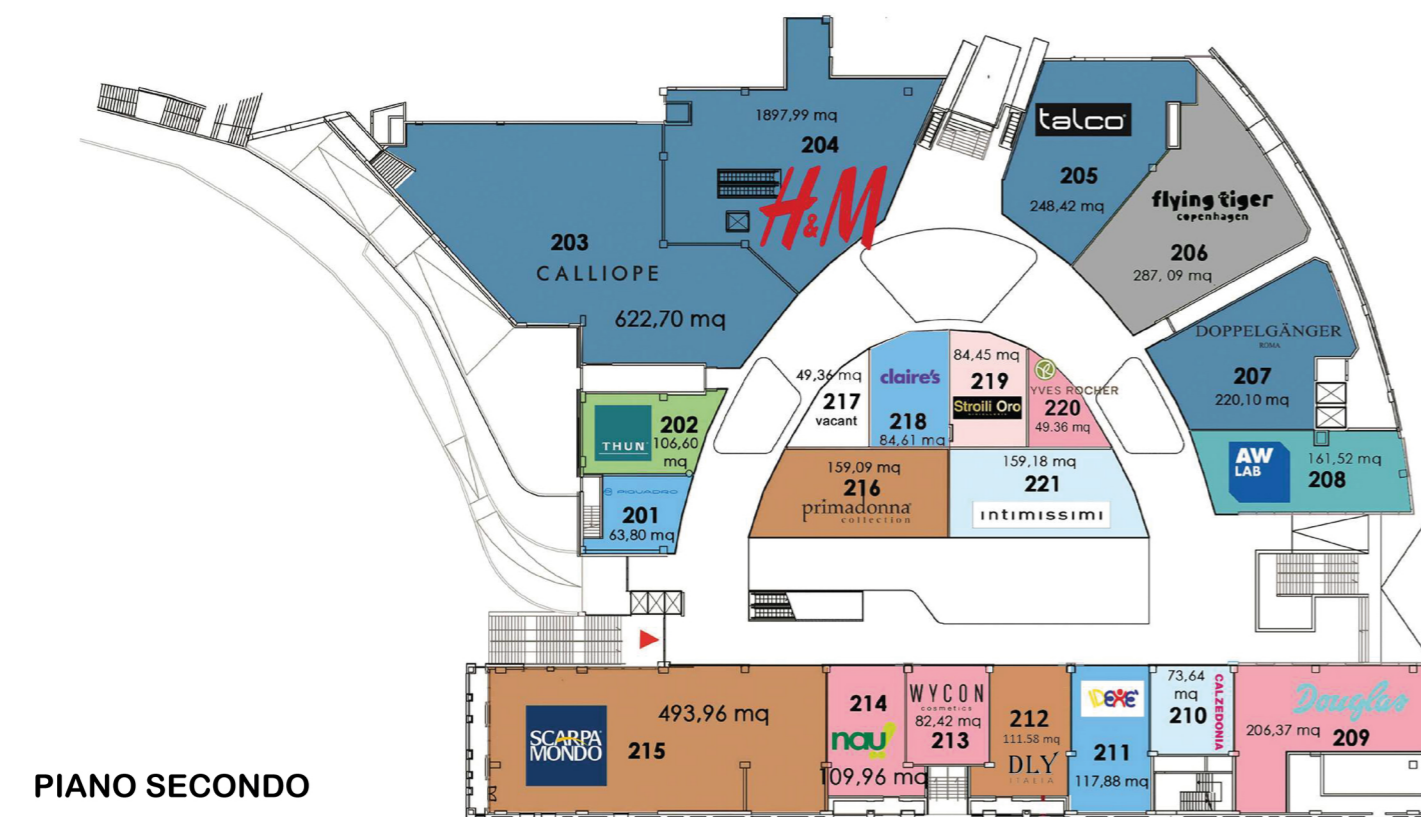 1897,99 mq
204
H&M
talco
205
248,42 mq
flying tiger
copenhagen
206
287, 09 mq
203
CALLIOPE
622,70 mq
DOPPELGÄNGER
ROMA
207
220,10 mq
49,36 mq
217
vacant
claire's
218
84,61 mq
84,45 mq
219
Stroili Oro
YR
YVES ROCHER
220
49.36 mq
THUN
202
106,60
mq
PIQUADRO
201
63,80 mq
159,09 mq
216
primadonna
collection
159,18 mq
221
intimissimi
AW
LAB
161,52 mq
208
SCARPA
MONDO
493,96 mq
215
214
nau!
109,96 mq
WYCON
cosmetics
82,42 mq
213
212
111.58 mq
DLY
ITALIA
IDEXÉ
211
117,88 mq
73,64
mq
210
CALZEDONIA
Douglas
206,37 mq
209
PIANO SECONDO